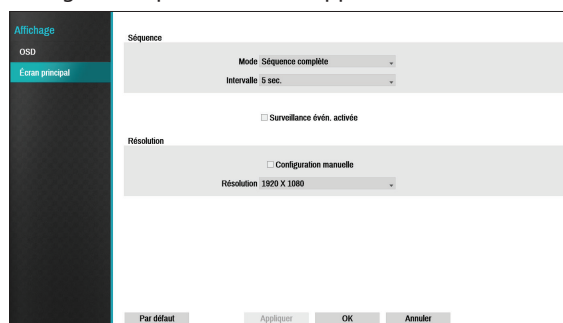 Affichage
OSD
Écran principal
Séquence
Mode Séquence complète
Intervalle 5 sec.
Surveillance évén. activée
Résolution
Configuration manuelle
Résolution 1920 X 1080
Par défaut Appliquer OK Annuler